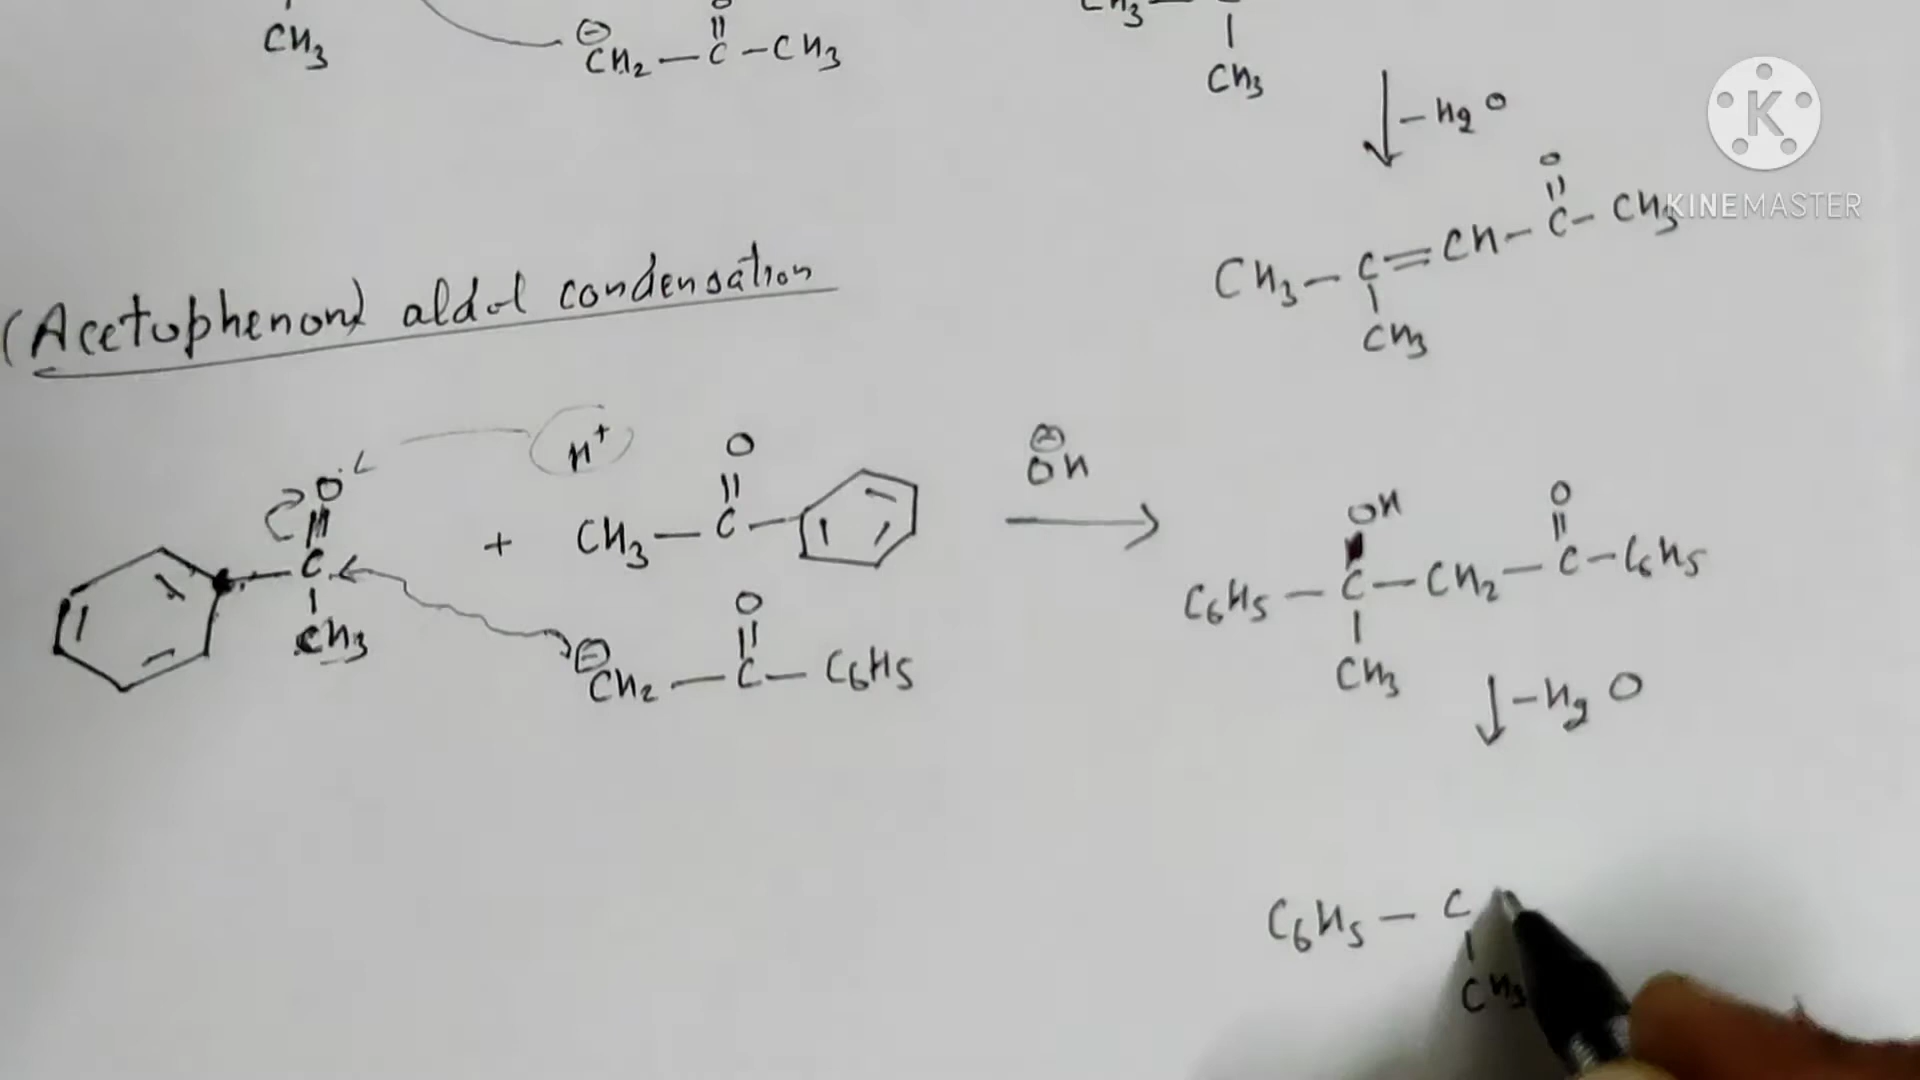 CH3
⊖
CH2 — C — CH3
O
||
CH3 —
|
CH3
↓ - H2O
O
||
CH3 — C = CH — C — CH3
|
CH3
K
KINEMASTER
(Acetophenon) aldol condensation
O
||
C
|
CH3
H+
+
O
||
CH3 — C —
⊖
OH
⟶
O
||
⊖
CH2 — C — C6H5
OH
O
||
C6H5 — C — CH2 — C — C6H5
|
CH3
↓ - H2O
C6H5 — C
|
CH3